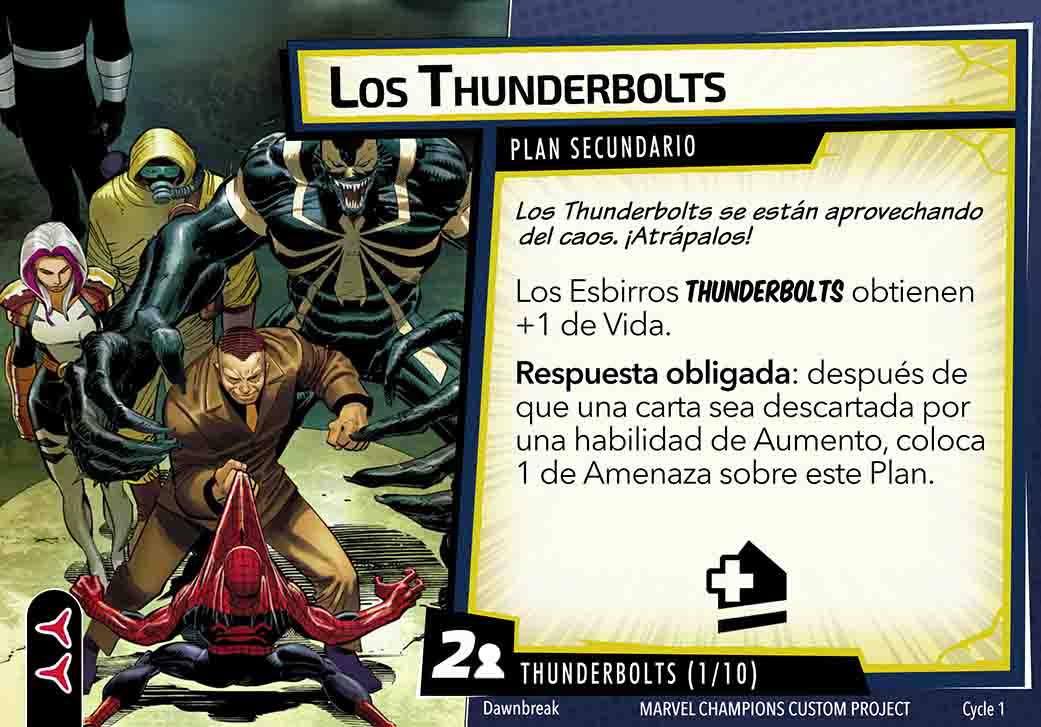 Los Thunderbolts
PLAN SECUNDARIO
Los Thunderbolts se están aprovechando
del caos. ¡Atrápalos!
Los Esbirros THUNDERBOLTS obtienen
+1 de Vida.
Respuesta obligada: después de
que una carta sea descartada por
una habilidad de Aumento, coloca
1 de Amenaza sobre este Plan.
2
THUNDERBOLTS (1/10)
Dawnbreak
MARVEL CHAMPIONS CUSTOM PROJECT
Cycle 1